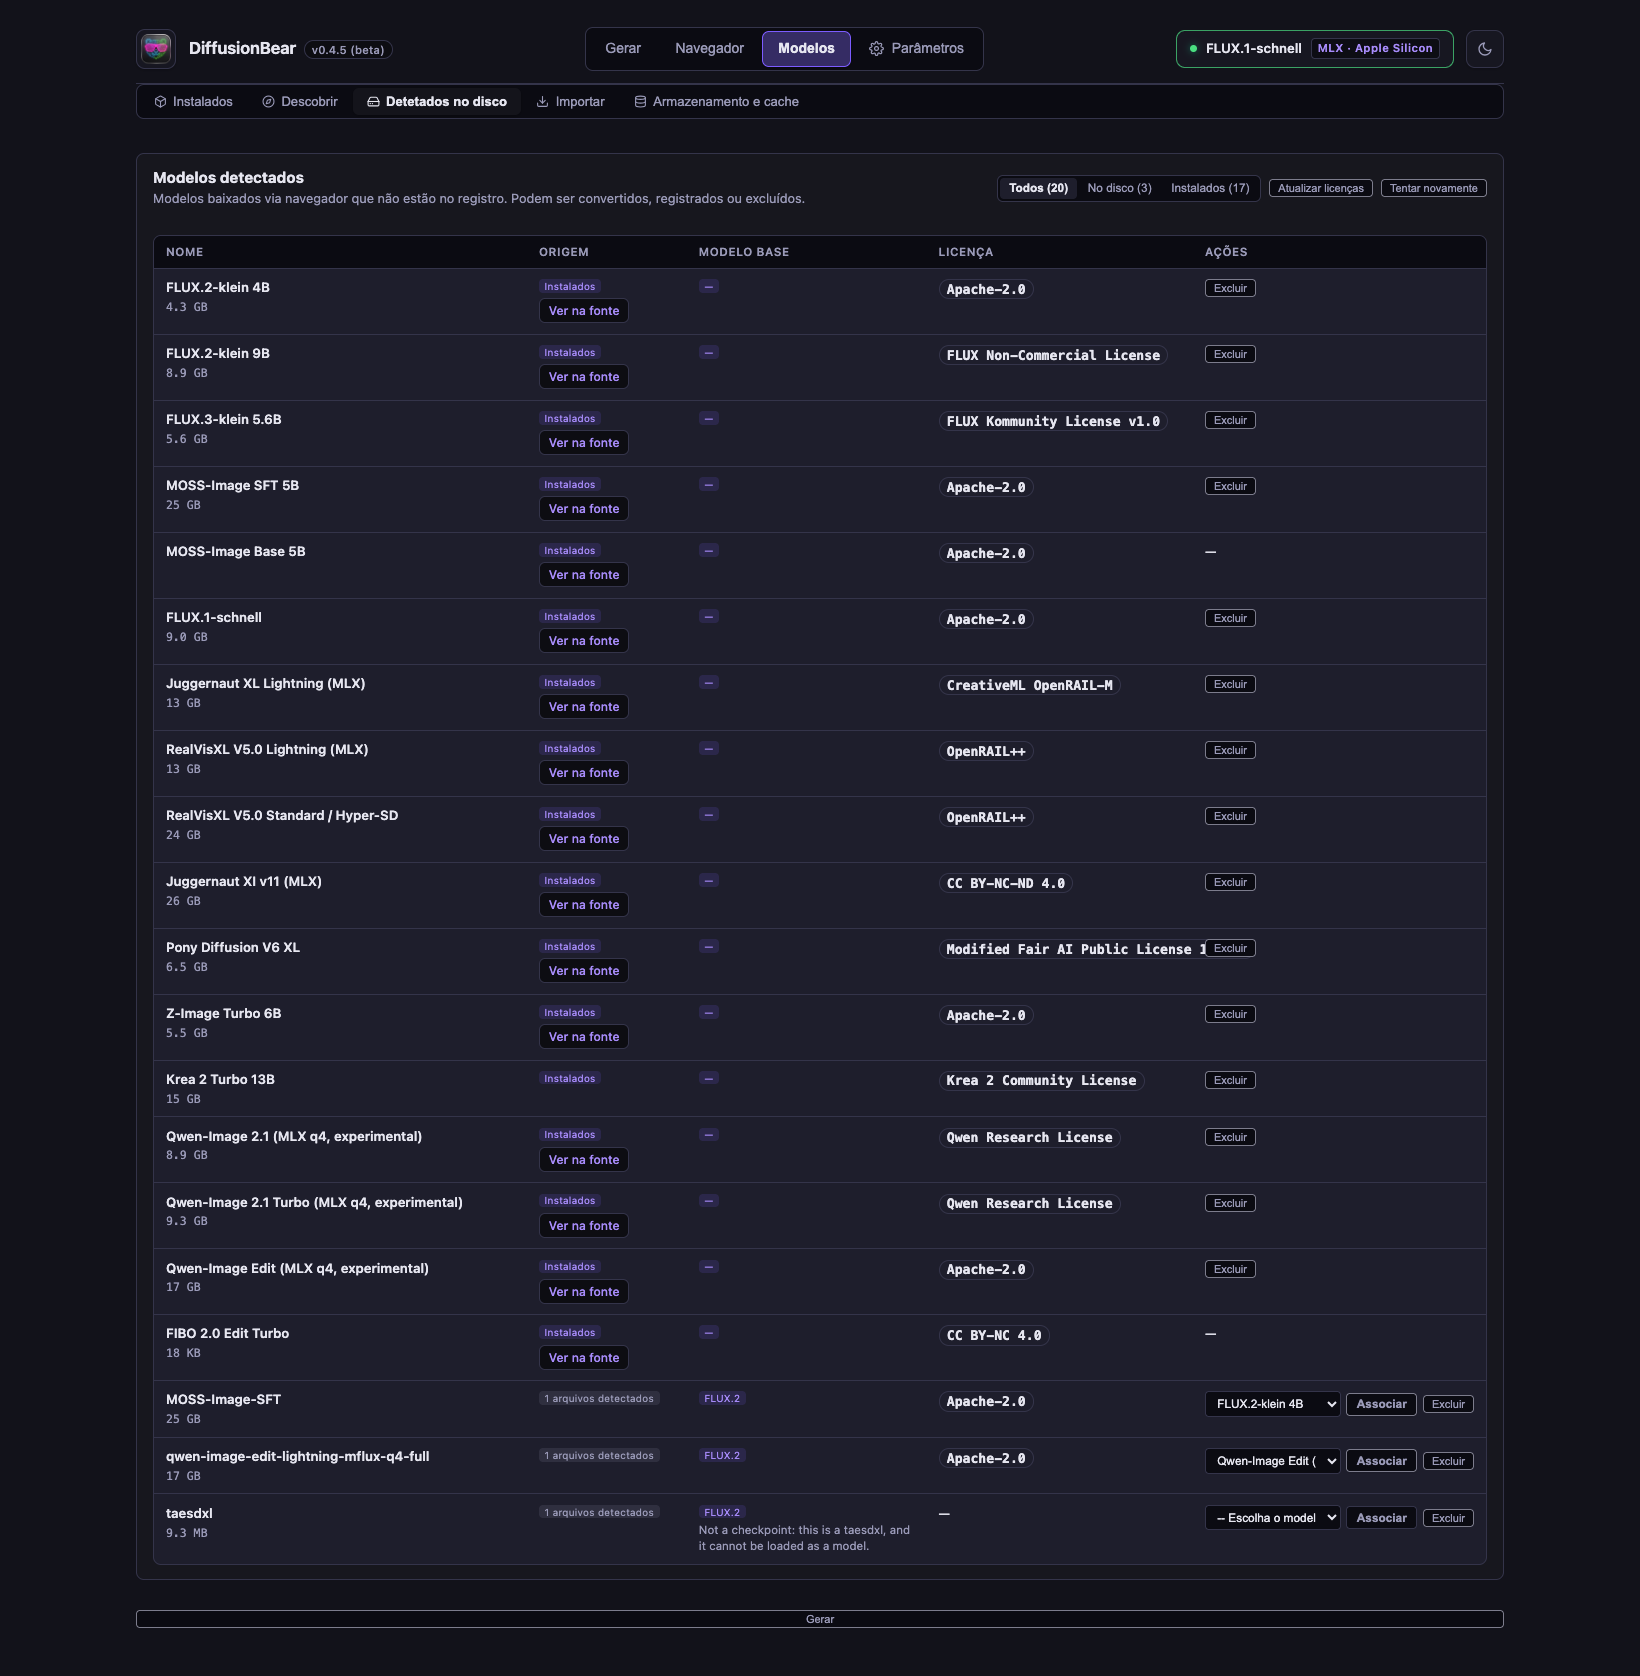 DiffusionBear v0.4.5 (beta)
Gerar Navegador Modelos Parâmetros
FLUX.1-schnell MLX · Apple Silicon
Instalados Descobrir Detetados no disco Importar Armazenamento e cache
Modelos detectados
Modelos baixados via navegador que não estão no registro. Podem ser convertidos, registrados ou excluídos.
Todos (20) No disco (3) Instalados (17) Atualizar licenças Tentar novamente
NOME ORIGEM MODELO BASE LICENÇA AÇÕES
FLUX.2-klein 4B Instalados — Apache-2.0 Excluir
4.3 GB Ver na fonte
FLUX.2-klein 9B Instalados — FLUX Non-Commercial License Excluir
8.9 GB Ver na fonte
FLUX.3-klein 5.6B Instalados — FLUX Kommunity License v1.0 Excluir
5.6 GB Ver na fonte
MOSS-Image SFT 5B Instalados — Apache-2.0 Excluir
25 GB Ver na fonte
MOSS-Image Base 5B Instalados — Apache-2.0 —
Ver na fonte
FLUX.1-schnell Instalados — Apache-2.0 Excluir
9.0 GB Ver na fonte
Juggernaut XL Lightning (MLX) Instalados — CreativeML OpenRAIL-M Excluir
13 GB Ver na fonte
RealVisXL V5.0 Lightning (MLX) Instalados — OpenRAIL++ Excluir
13 GB Ver na fonte
RealVisXL V5.0 Standard / Hyper-SD Instalados — OpenRAIL++ Excluir
24 GB Ver na fonte
Juggernaut XI v11 (MLX) Instalados — CC BY-NC-ND 4.0 Excluir
26 GB Ver na fonte
Pony Diffusion V6 XL Instalados — Modified Fair AI Public License Excluir
6.5 GB Ver na fonte
Z-Image Turbo 6B Instalados — Apache-2.0 Excluir
5.5 GB Ver na fonte
Krea 2 Turbo 13B Instalados — Krea 2 Community License Excluir
15 GB
Qwen-Image 2.1 (MLX q4, experimental) Instalados — Qwen Research License Excluir
8.9 GB Ver na fonte
Qwen-Image 2.1 Turbo (MLX q4, experimental) Instalados — Qwen Research License Excluir
9.3 GB Ver na fonte
Qwen-Image Edit (MLX q4, experimental) Instalados — Apache-2.0 Excluir
17 GB Ver na fonte
FIBO 2.0 Edit Turbo Instalados — CC BY-NC 4.0 —
18 KB Ver na fonte
MOSS-Image-SFT 1 arquivos detectados FLUX.2 Apache-2.0 FLUX.2-klein 4B Associar Excluir
25 GB
qwen-image-edit-lightning-mflux-q4-full 1 arquivos detectados FLUX.2 Apache-2.0 Qwen-Image Edit ( Associar Excluir
17 GB
taesdxl 1 arquivos detectados FLUX.2 — -- Escolha o model Associar Excluir
9.3 MB Not a checkpoint: this is a taesdxl, and
it cannot be loaded as a model.
Gerar